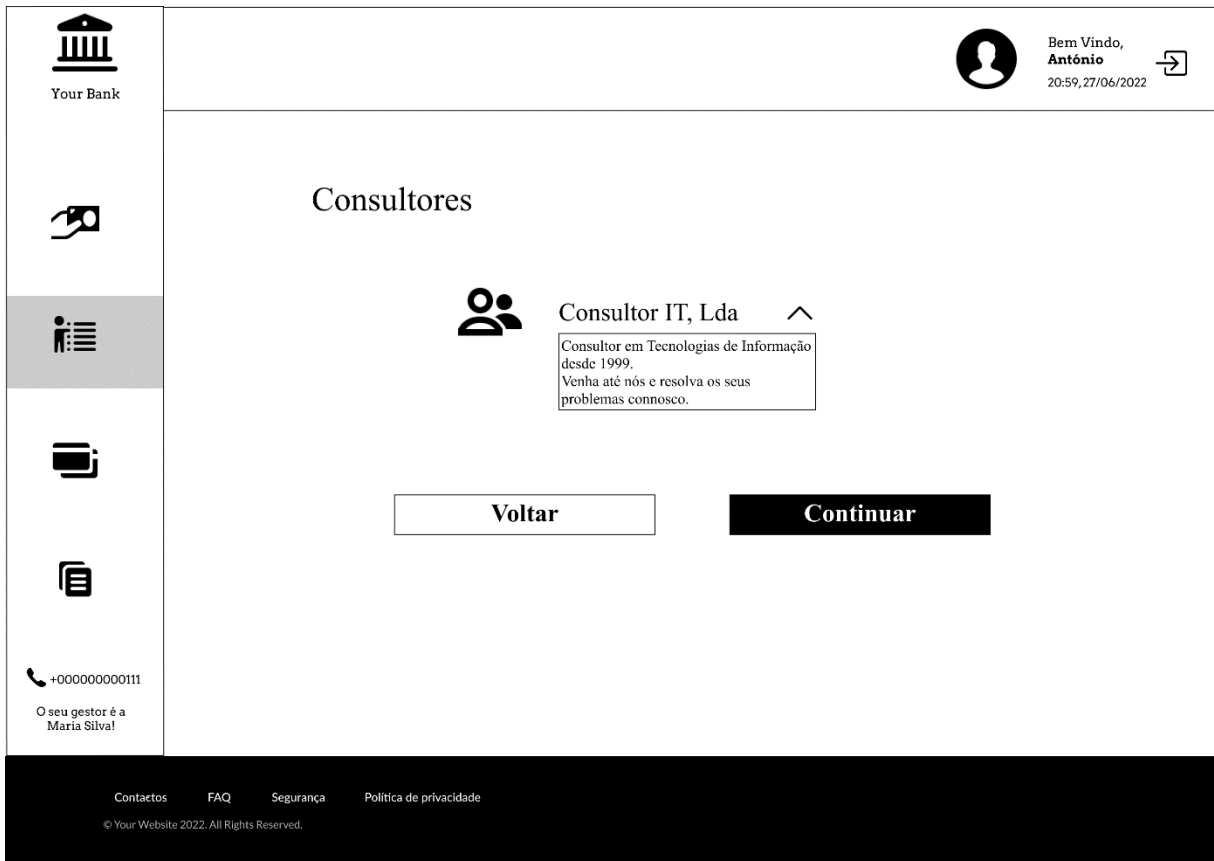 Your Bank
Bem Vindo,
António
20:59, 27/06/2022
Consultores
Consultor IT, Lda
Consultor em Tecnologias de Informação
desde 1999.
Venha até nós e resolva os seus
problemas connosco.
Voltar
Continuar
+000000000111
O seu gestor é a
Maria Silva!
Contactos FAQ Segurança Política de privacidade
© Your Website 2022. All Rights Reserved.